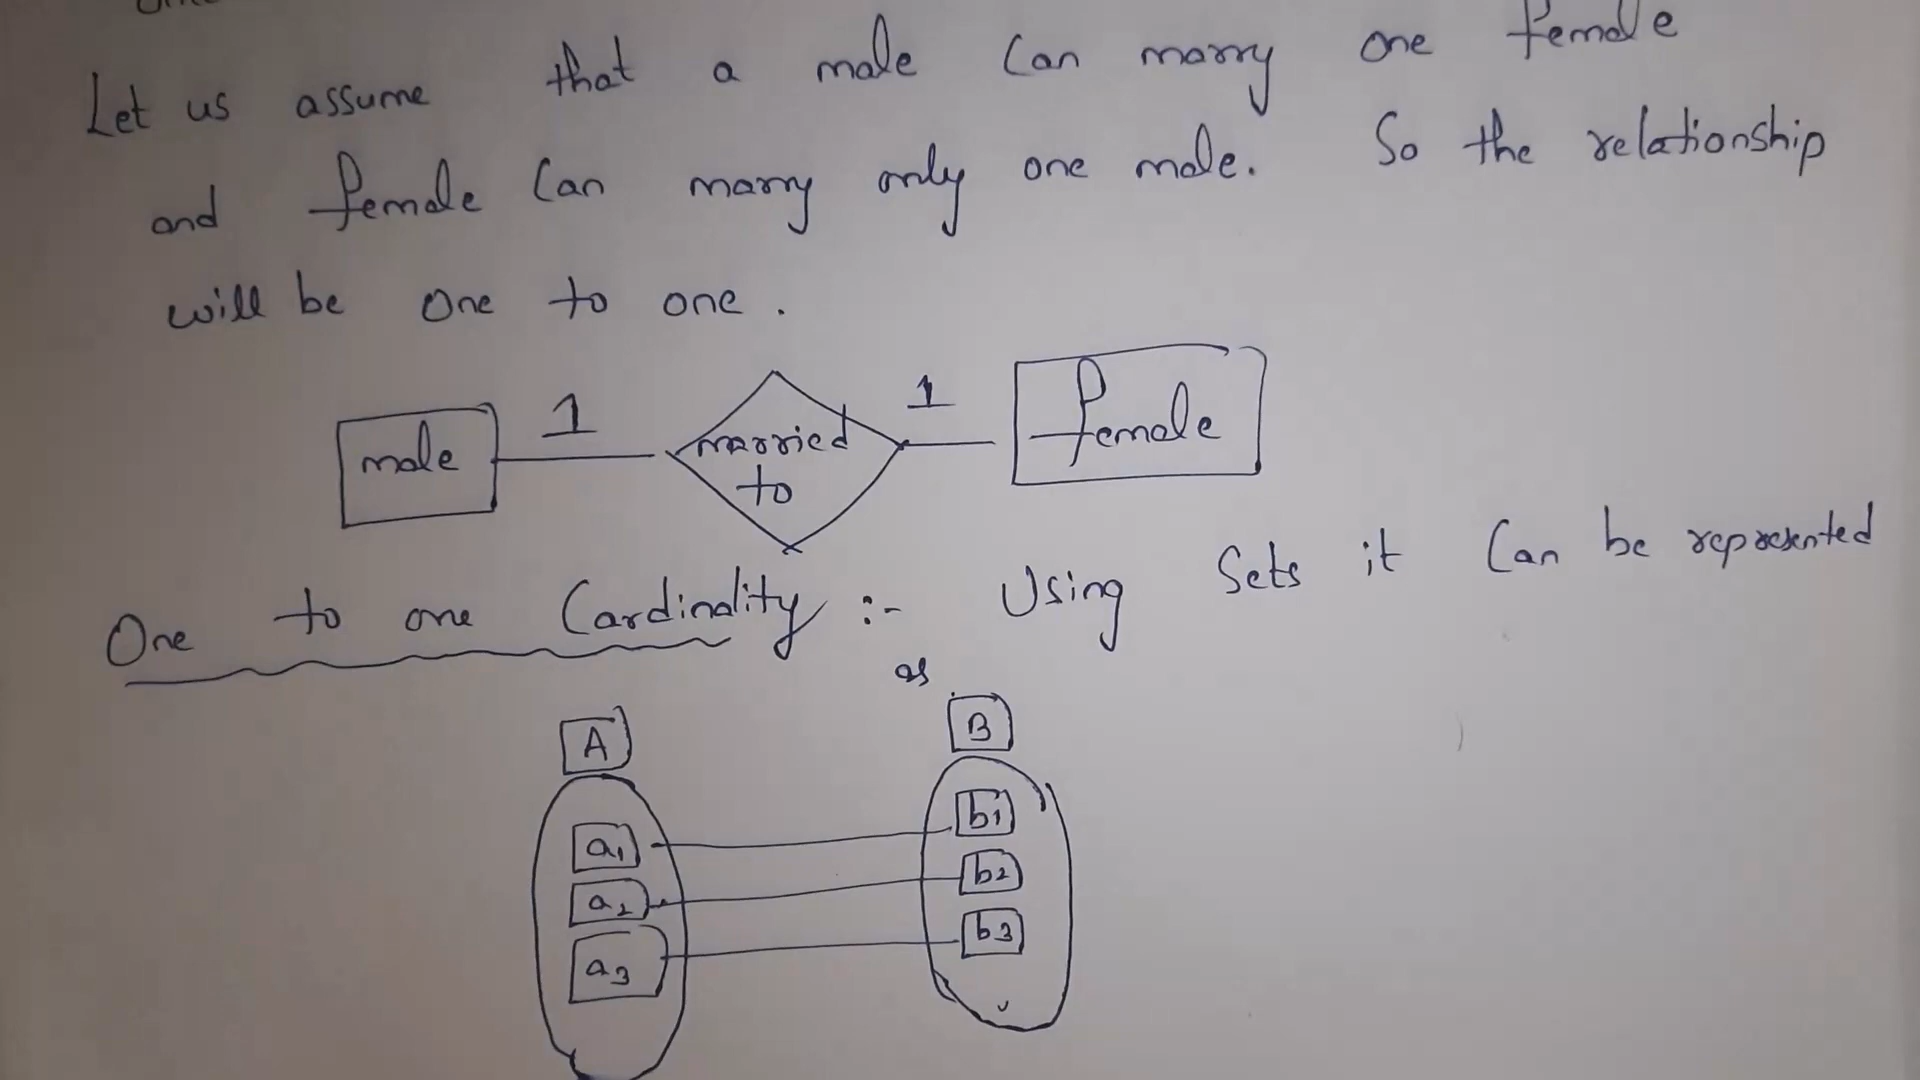 Let us assume that a male can marry one female
and female can marry only one male. So the relationship
will be one to one.
male 1 married to 1 female
One to one Cardinality :- Using Sets it can be represented
as
A B
a1 b1
a2 b2
a3 b3